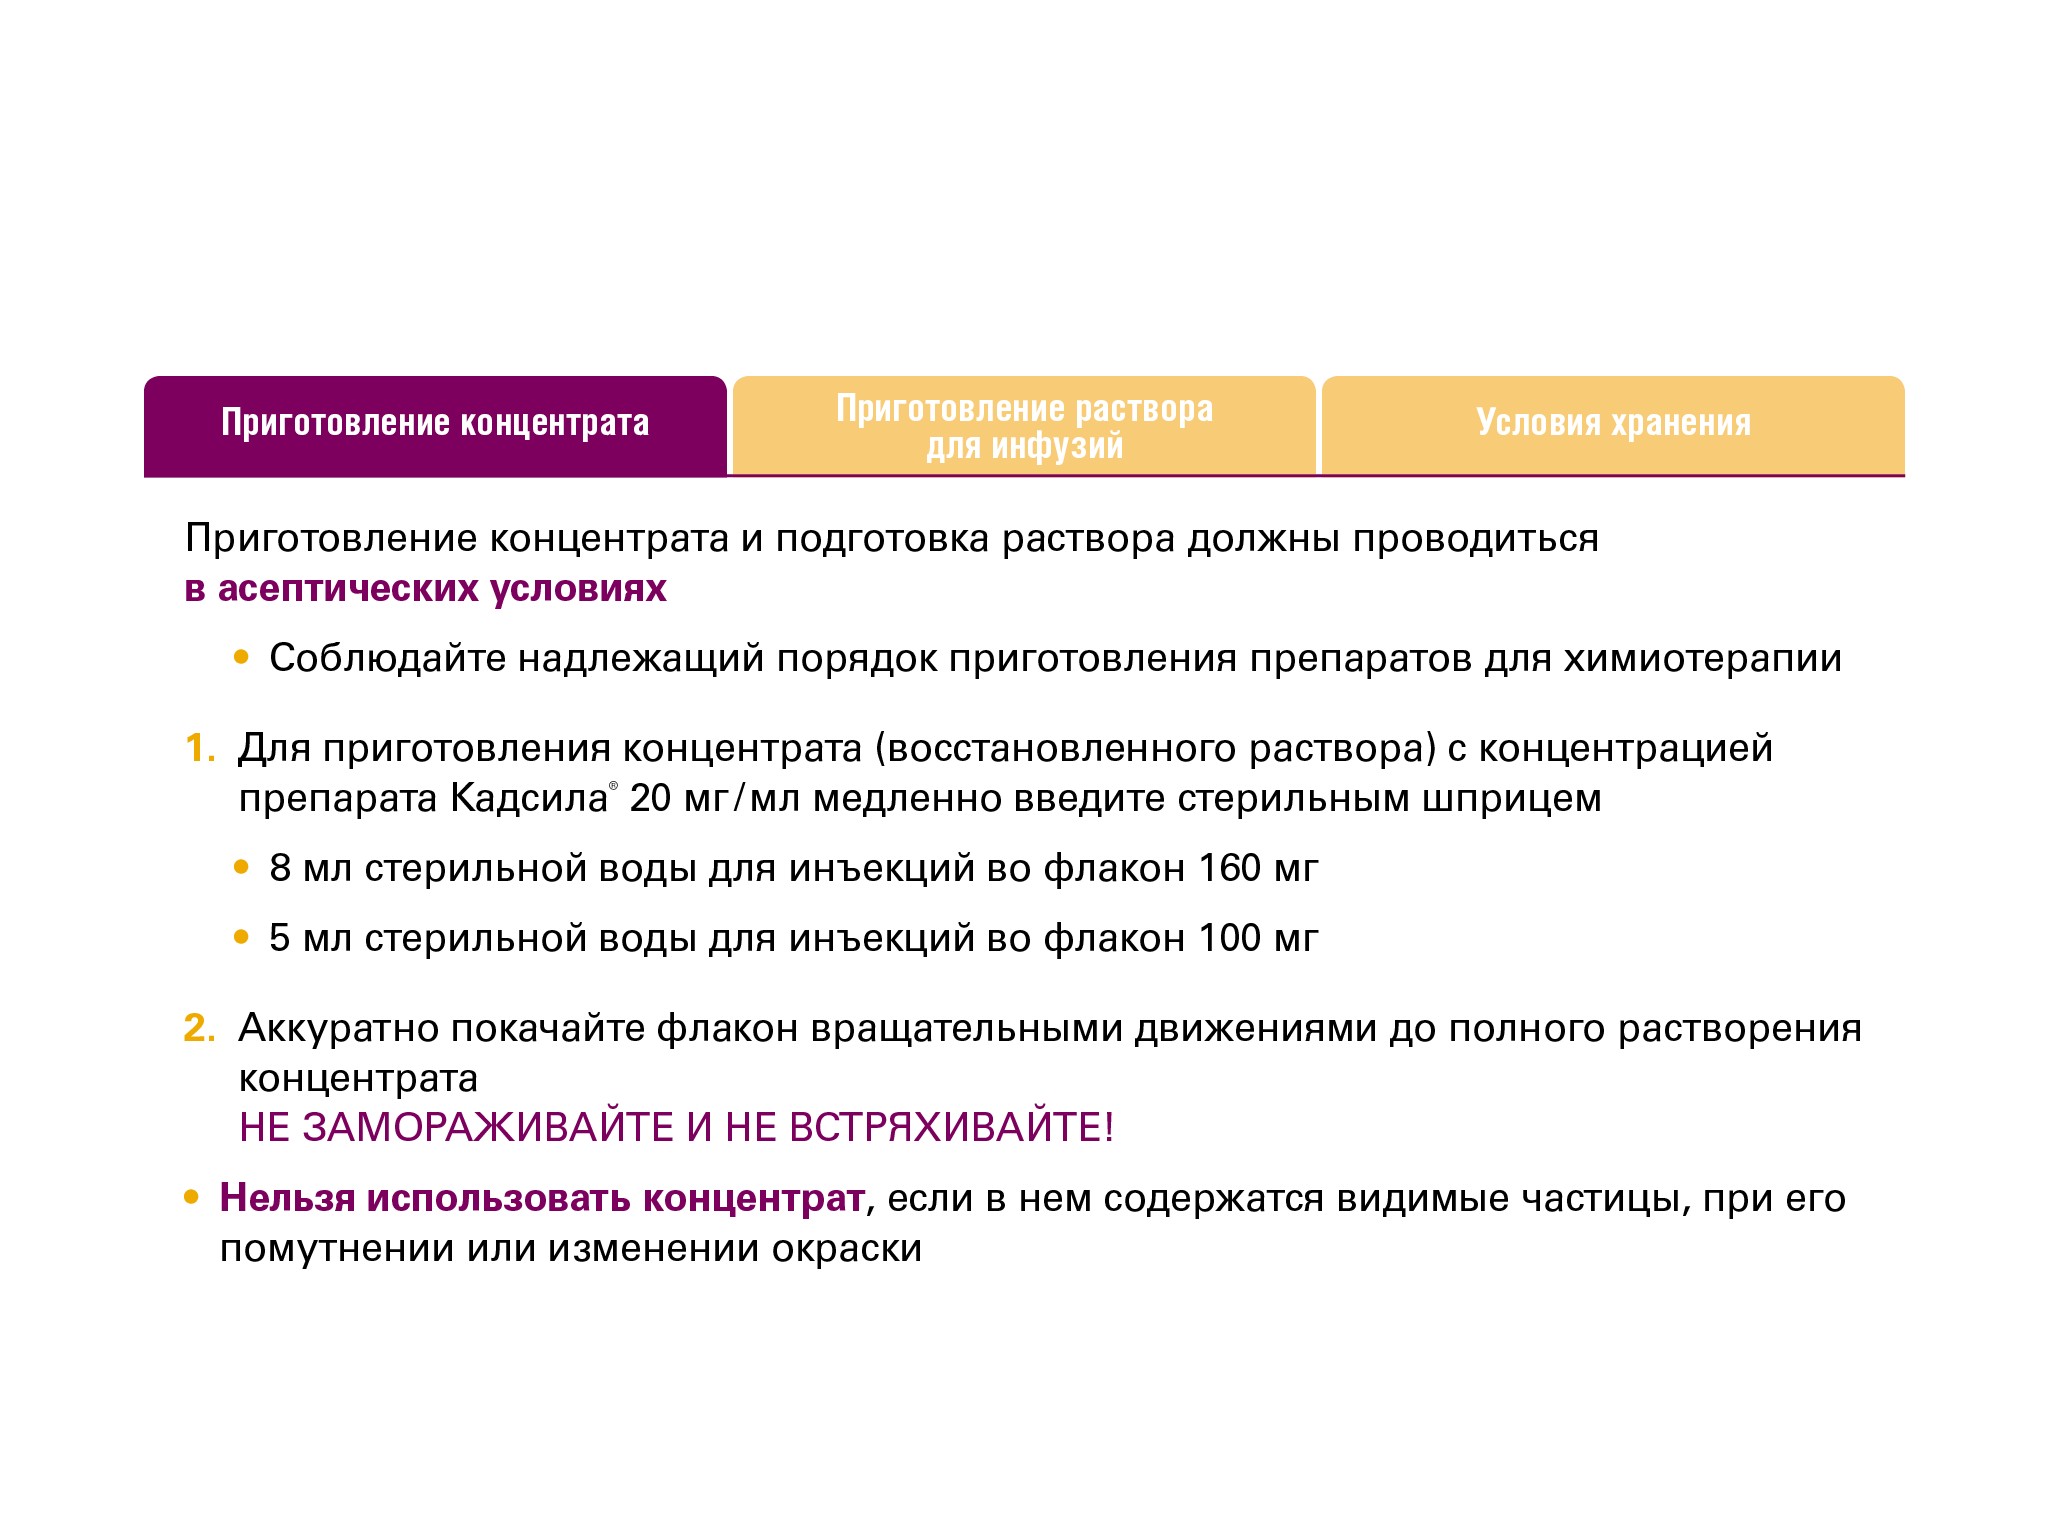 Приготовление концентрата
Приготовление раствора
для инфузий
Условия хранения
Приготовление концентрата и подготовка раствора должны проводиться
в асептических условиях
• Соблюдайте надлежащий порядок приготовления препаратов для химиотерапии
1. Для приготовления концентрата (восстановленного раствора) с концентрацией
препарата Кадсила® 20 мг/мл медленно введите стерильным шприцем
• 8 мл стерильной воды для инъекций во флакон 160 мг
• 5 мл стерильной воды для инъекций во флакон 100 мг
2. Аккуратно покачайте флакон вращательными движениями до полного растворения
концентрата
НЕ ЗАМОРАЖИВАЙТЕ И НЕ ВСТРЯХИВАЙТЕ!
• Нельзя использовать концентрат, если в нем содержатся видимые частицы, при его
помутнении или изменении окраски